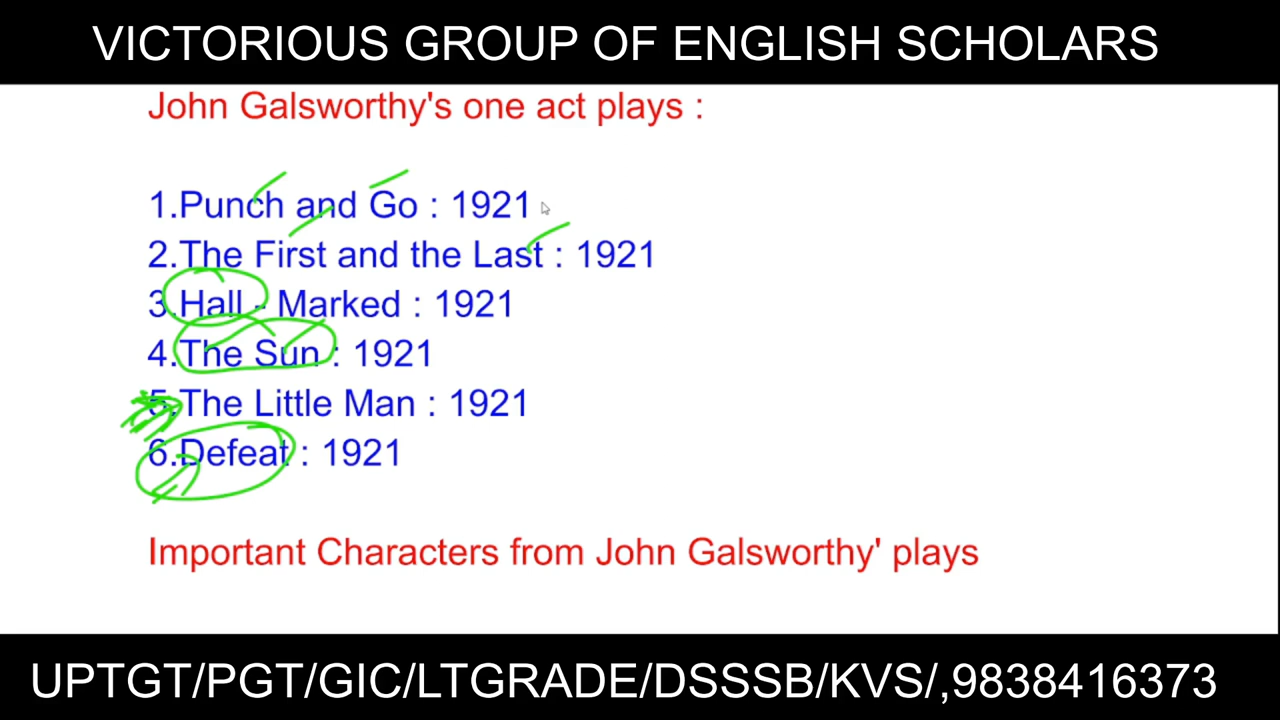 VICTORIOUS GROUP OF ENGLISH SCHOLARS
John Galsworthy's one act plays :
1.Punch and Go : 1921
2.The First and the Last : 1921
3.Hall - Marked : 1921
4.The Sun : 1921
5.The Little Man : 1921
6.Defeat : 1921
Important Characters from John Galsworthy' plays
UPTGT/PGT/GIC/LTGRADE/DSSSB/KVS/,9838416373